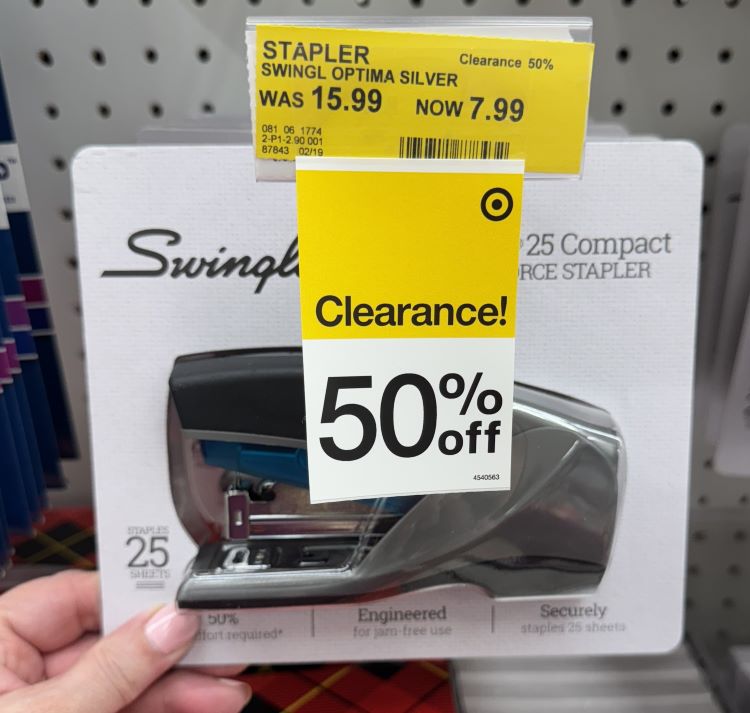 STAPLER
Clearance 50%
SWINGL OPTIMA SILVER
WAS 15.99 NOW 7.99
081 06 1774
2-P1-2.90 001
87843 02/19
Swingl
25 Compact
RCE STAPLER
Clearance!
50% off
4540563
STAPLES
25
SHEETS
50%
fort required*
Engineered
for jam-free use
Securely
staples 25 sheets